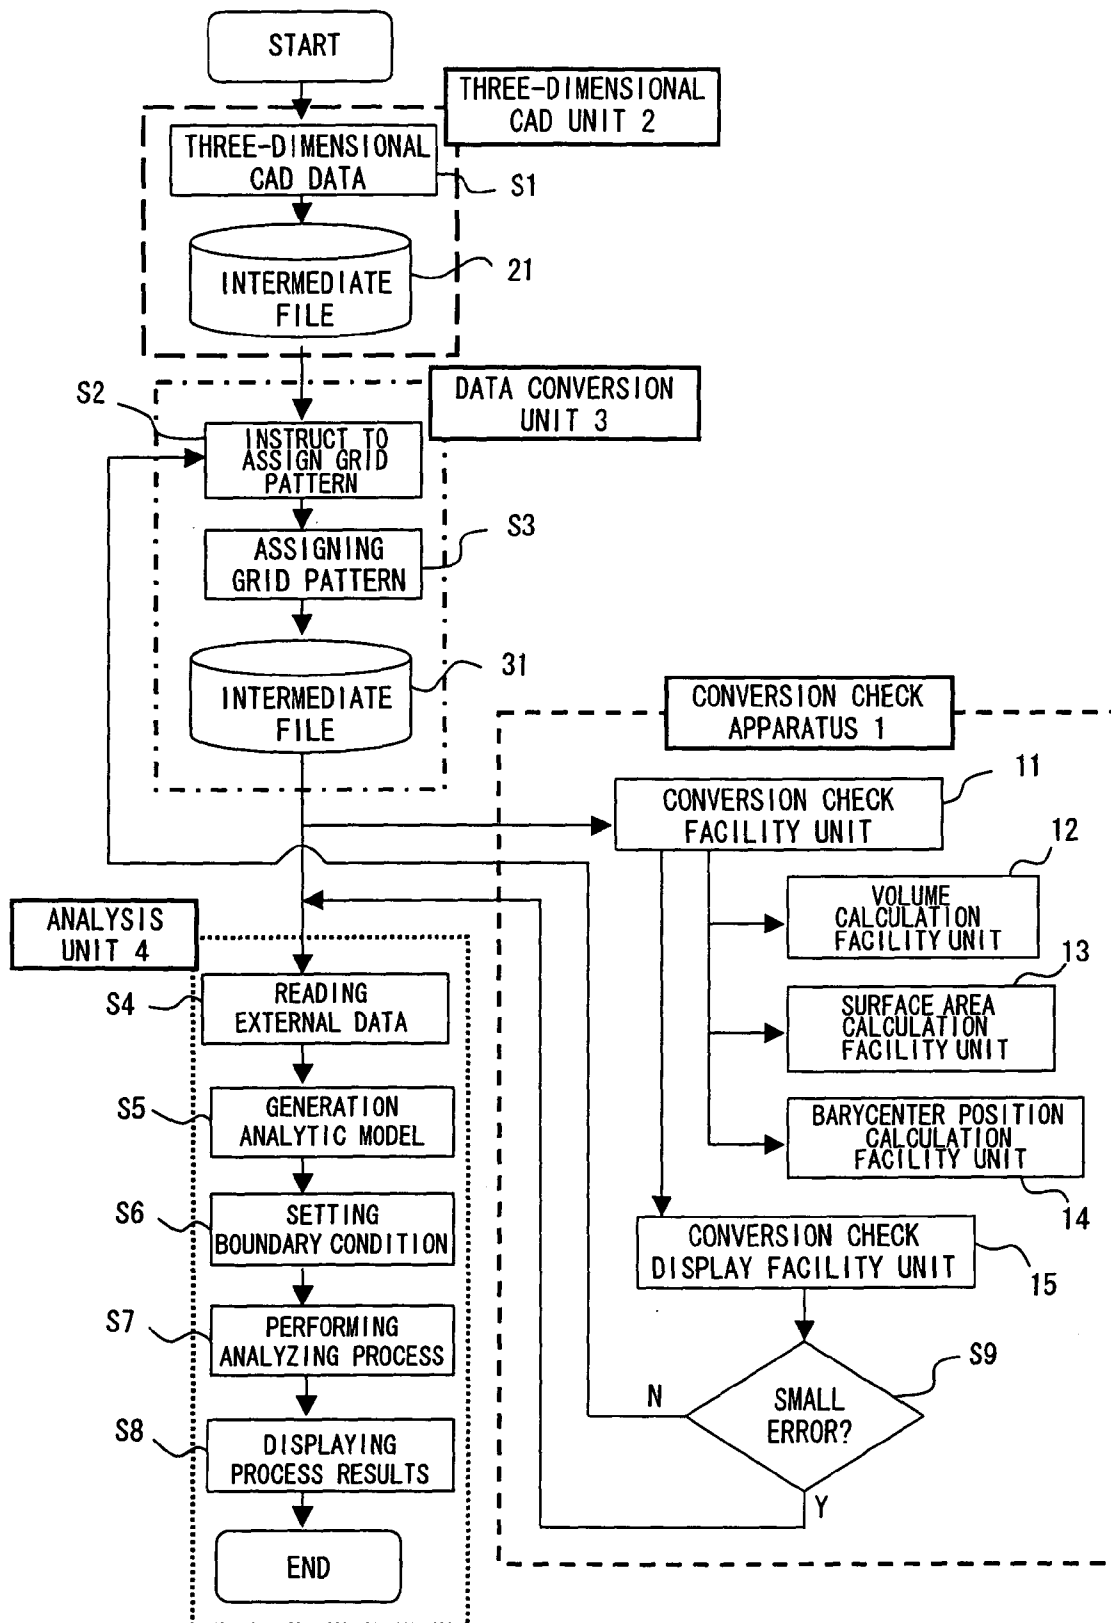 START
THREE-DIMENSIONAL
CAD UNIT 2
THREE-DIMENSIONAL
CAD DATA
S1
INTERMEDIATE
FILE
21
DATA CONVERSION
UNIT 3
S2
INSTRUCT TO
ASSIGN GRID
PATTERN
S3
ASSIGNING
GRID PATTERN
31
INTERMEDIATE
FILE
CONVERSION CHECK
APPARATUS 1
11
CONVERSION CHECK
FACILITY UNIT
12
VOLUME
CALCULATION
FACILITY UNIT
13
SURFACE AREA
CALCULATION
FACILITY UNIT
BARYCENTER POSITION
CALCULATION
FACILITY UNIT
14
CONVERSION CHECK
DISPLAY FACILITY UNIT
15
S9
SMALL
ERROR?
N
Y
ANALYSIS
UNIT 4
S4
READING
EXTERNAL DATA
S5
GENERATION
ANALYTIC MODEL
S6
SETTING
BOUNDARY CONDITION
S7
PERFORMING
ANALYZING PROCESS
S8
DISPLAYING
PROCESS RESULTS
END